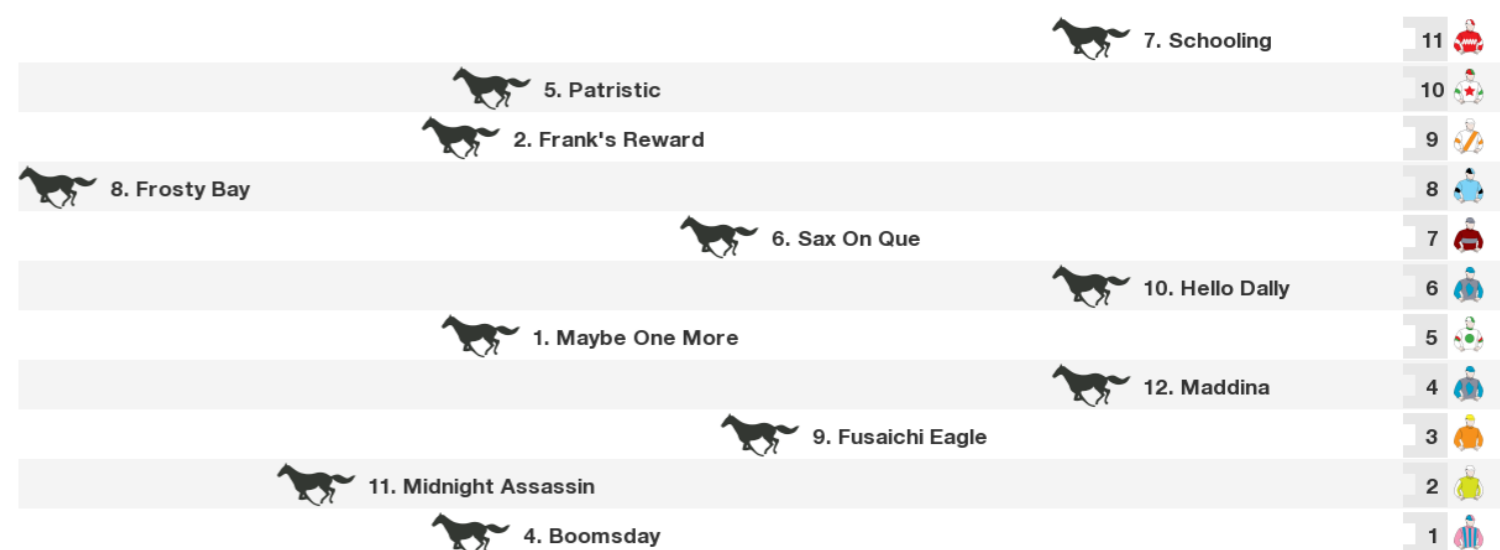 7. Schooling 11
5. Patristic 10
2. Frank's Reward 9
8. Frosty Bay 8
6. Sax On Que 7
10. Hello Dally 6
1. Maybe One More 5
12. Maddina 4
9. Fusaichi Eagle 3
11. Midnight Assassin 2
4. Boomsday 1